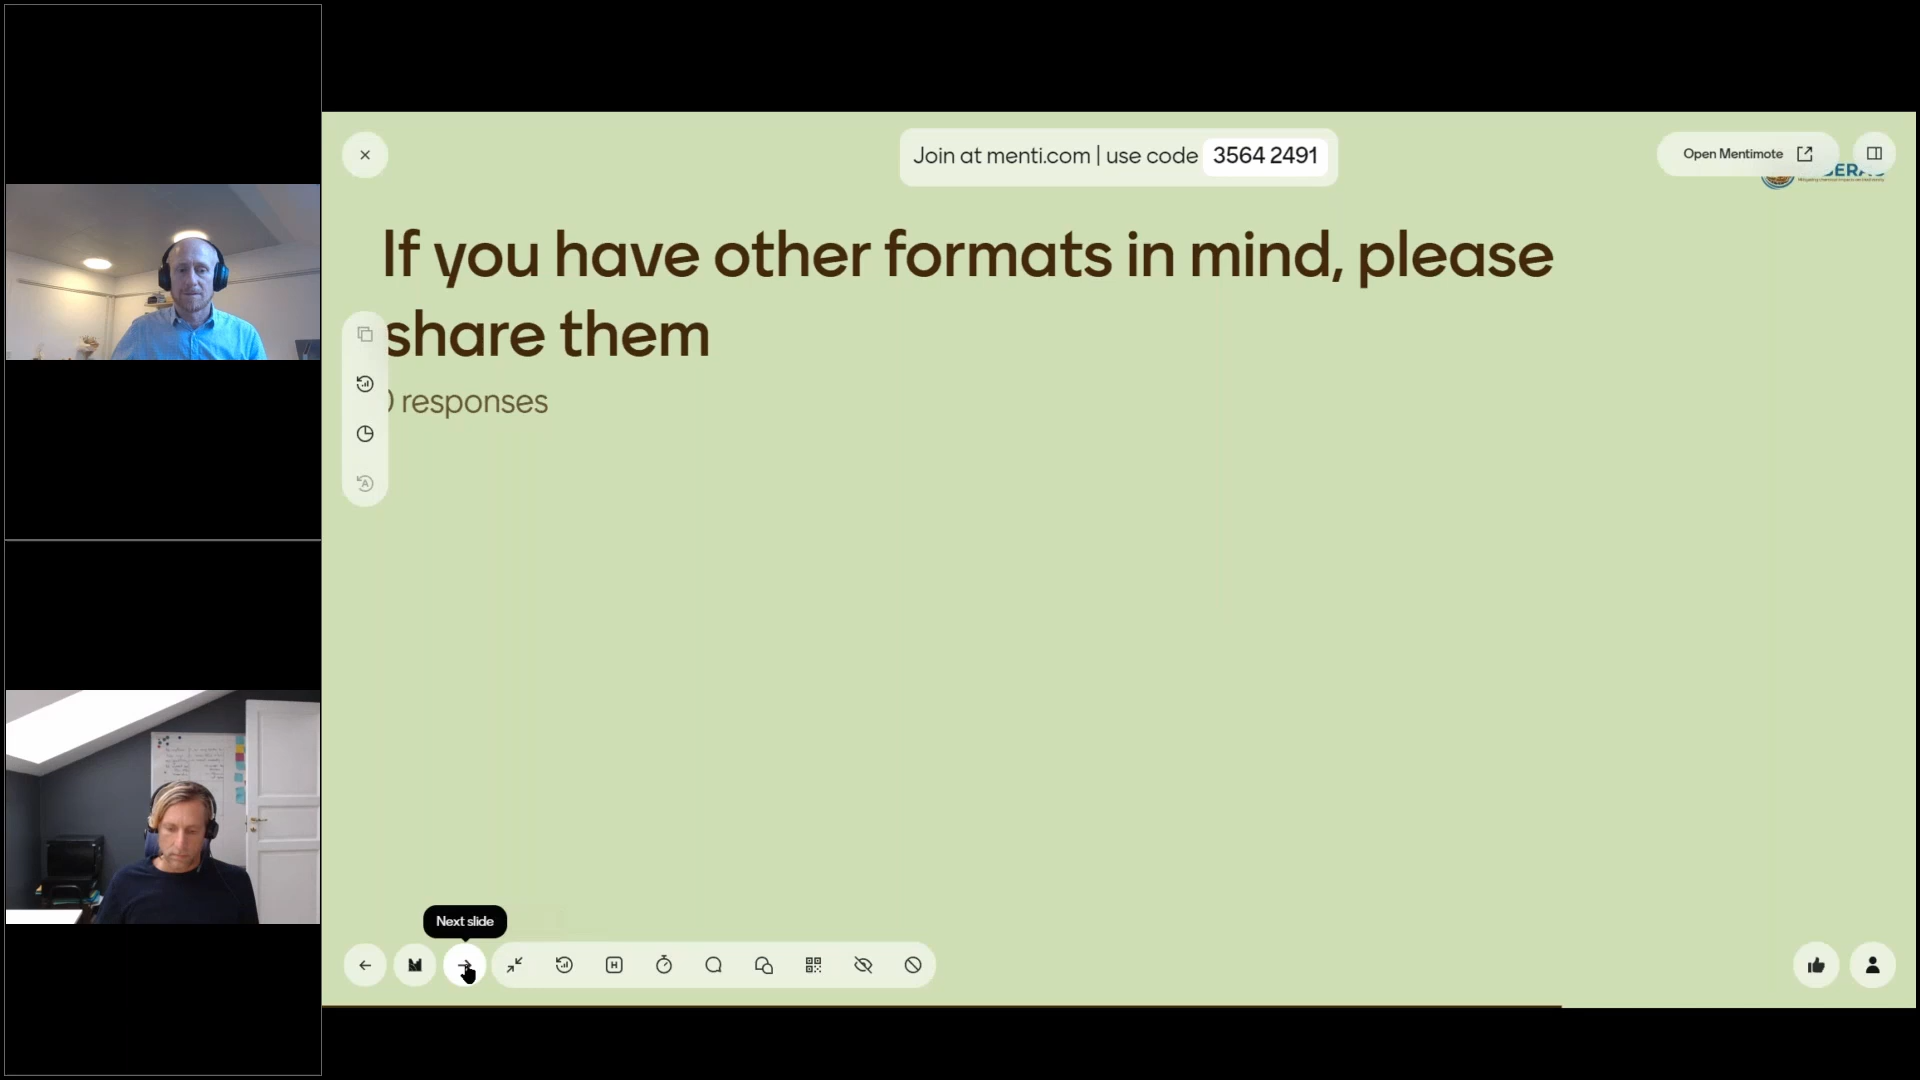 Join at menti.com | use code 3564 2491
Open Mentimote
If you have other formats in mind, please
share them
responses
Next slide